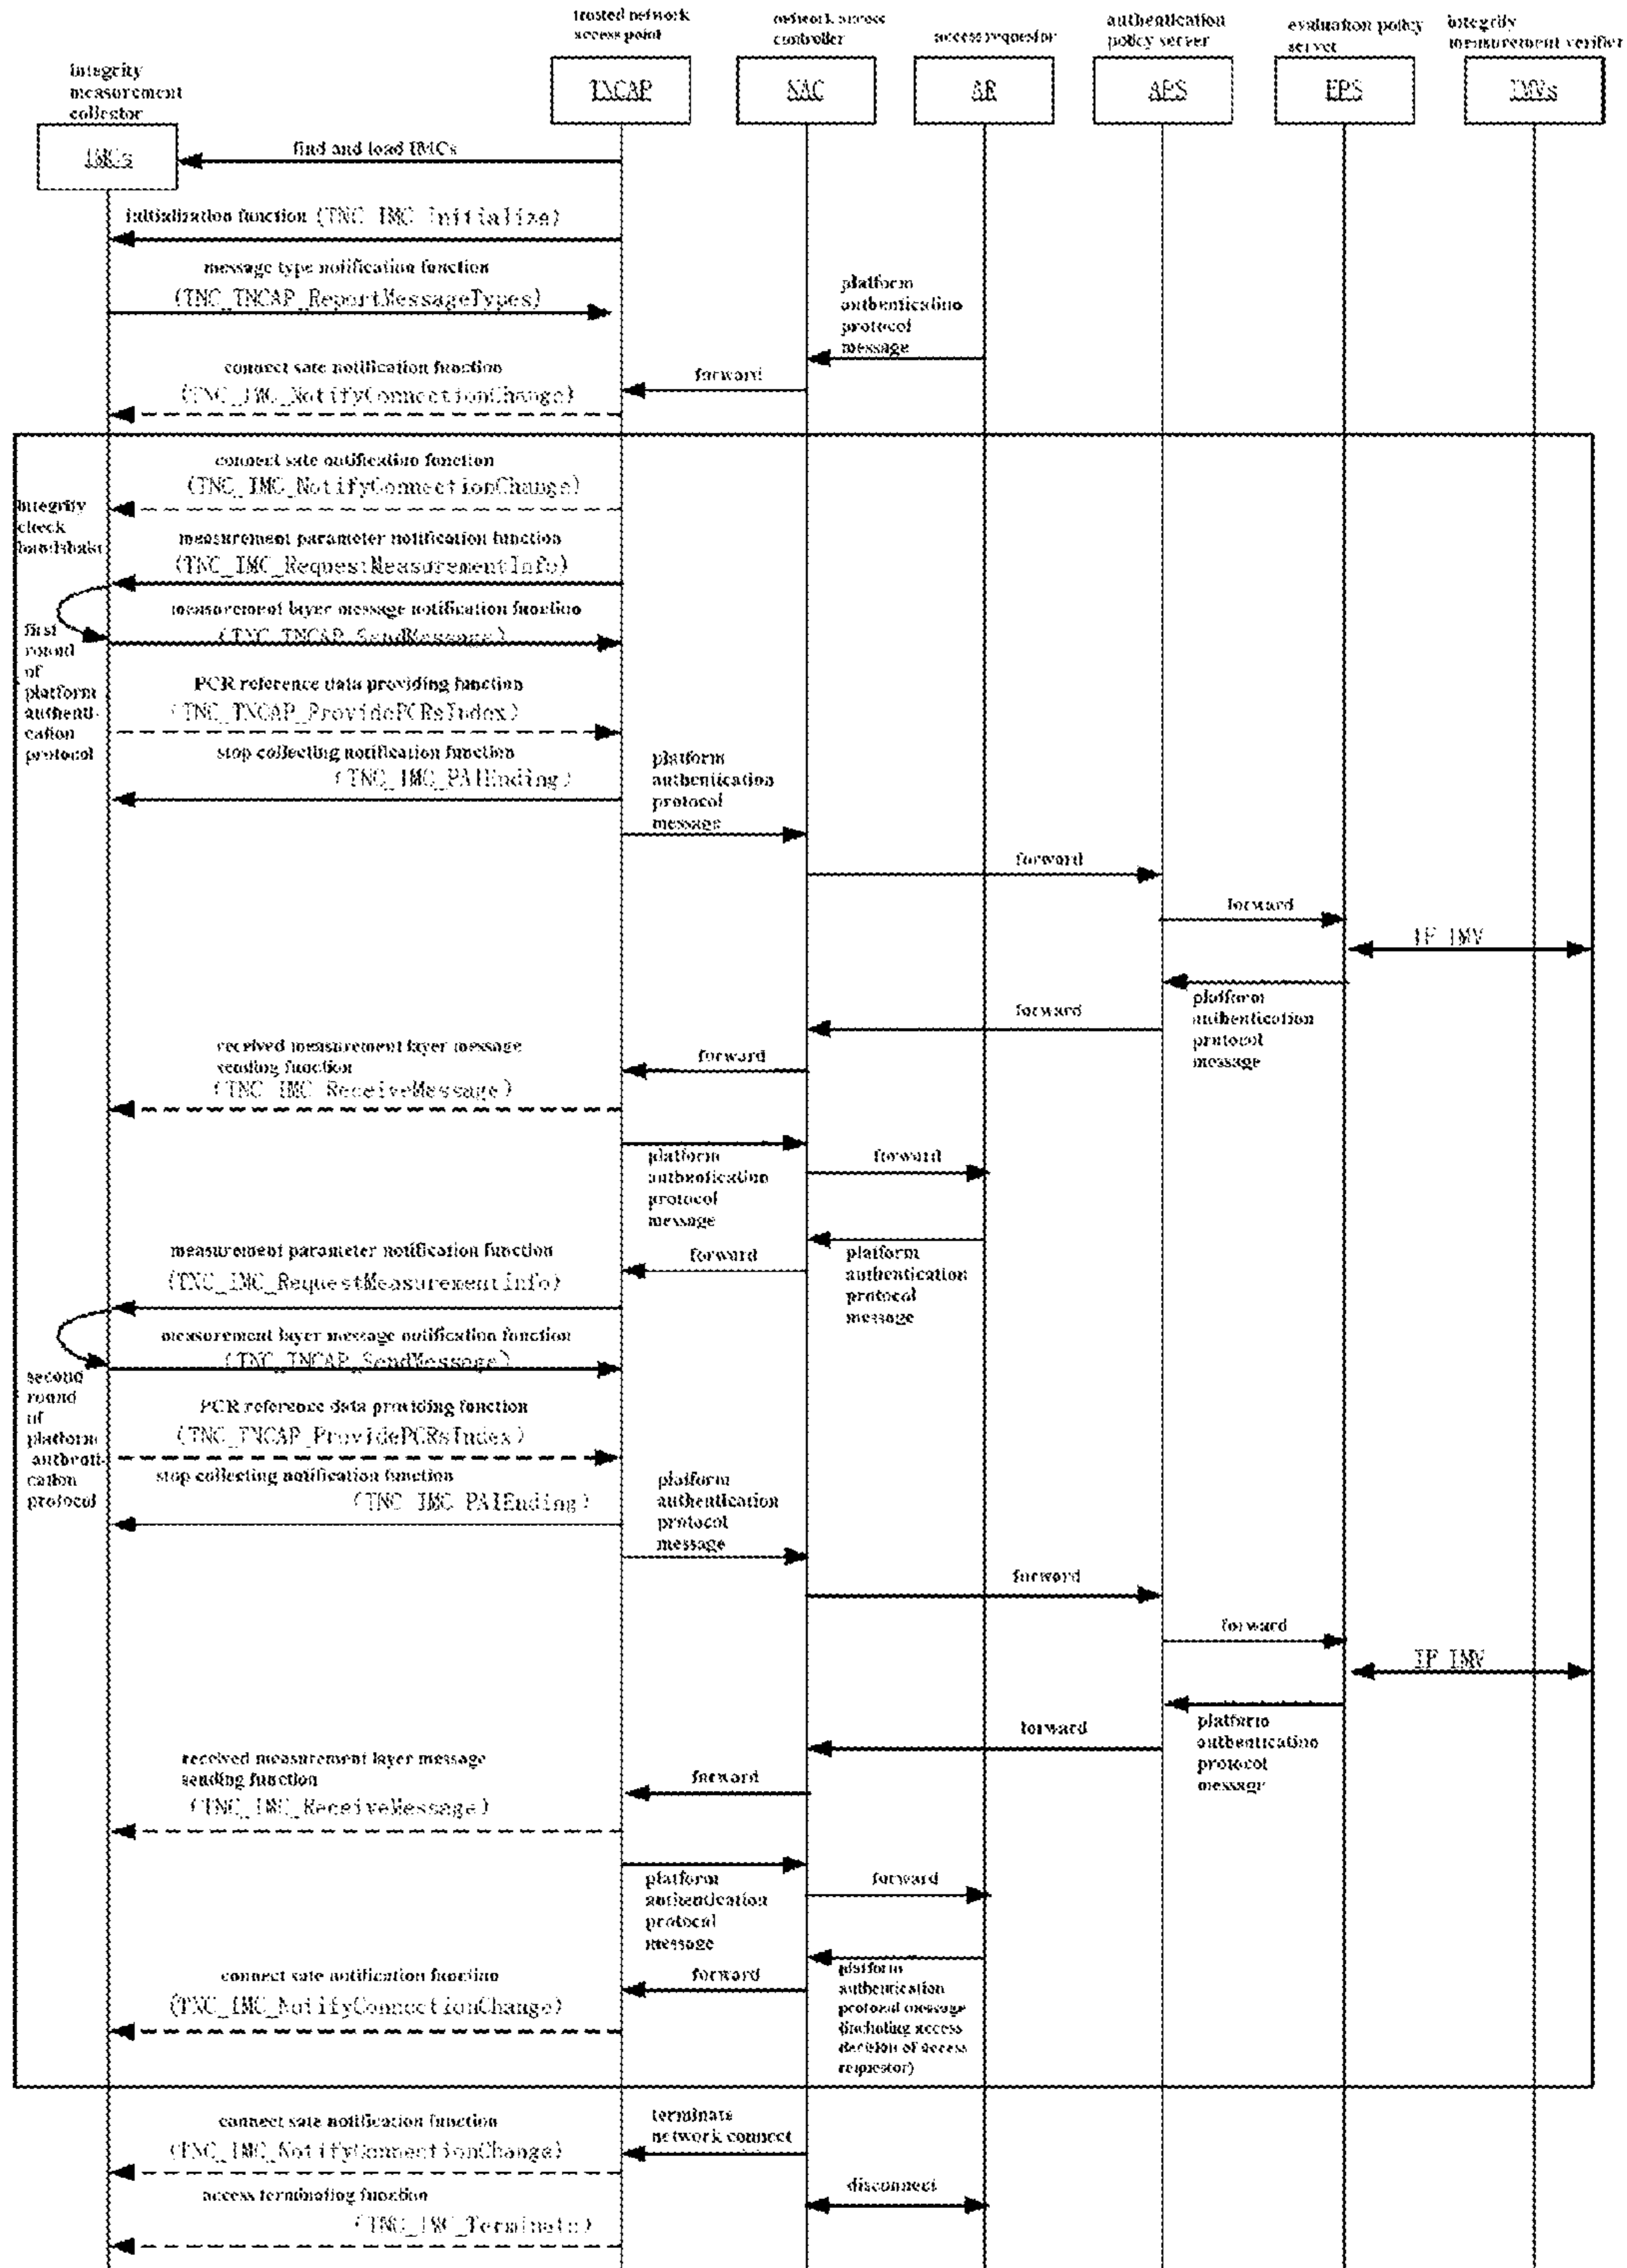 trusted network
access point
network access
controller
access requestor
authentication
policy server
evaluation policy
server
integrity
measurement verifier
integrity
measurement
collector
TNCAP
NAC
AR
APS
EPS
IMVs
IMCs
find and load IMCs
initialization function (TNC_IMC_Initialize)
message type notification function
(TNC_TNCAP_ReportMessageTypes)
platform
authentication
protocol
message
connect sate notification function
(TNC_IMC_NotifyConnectionChange)
forward
connect sate notification function
(TNC_IMC_NotifyConnectionChange)
integrity
check
handshake
measurement parameter notification function
(TNC_IMC_RequestMeasurementInfo)
measurement layer message notification function
(TNC_TNCAP_SendMessage)
first
round
of
platform
authenti-
cation
protocol
PCR reference data providing function
(TNC_TNCAP_ProvidePCRsIndex)
stop collecting notification function
(TNC_IMC_PAIEnding)
platform
authentication
protocol
message
forward
forward
IF-IMV
platform
authentication
protocol
message
forward
received measurement layer message
sending function
(TNC_IMC_ReceiveMessage)
forward
platform
authentication
protocol
message
forward
measurement parameter notification function
(TNC_IMC_RequestMeasurementInfo)
forward
platform
authentication
protocol
message
measurement layer message notification function
(TNC_TNCAP_SendMessage)
second
round
of
platform
authenti-
cation
protocol
PCR reference data providing function
(TNC_TNCAP_ProvidePCRsIndex)
stop collecting notification function
(TNC_IMC_PAIEnding)
platform
authentication
protocol
message
forward
forward
IF-IMV
platform
authentication
protocol
message
forward
received measurement layer message
sending function
(TNC_IMC_ReceiveMessage)
forward
platform
authentication
protocol
message
forward
connect sate notification function
(TNC_IMC_NotifyConnectionChange)
forward
platform
authentication
protocol message
(including access
decision of access
requestor)
connect sate notification function
(TNC_IMC_NotifyConnectionChange)
terminate
network connect
disconnect
access terminating function
(TNC_IMC_Terminate)